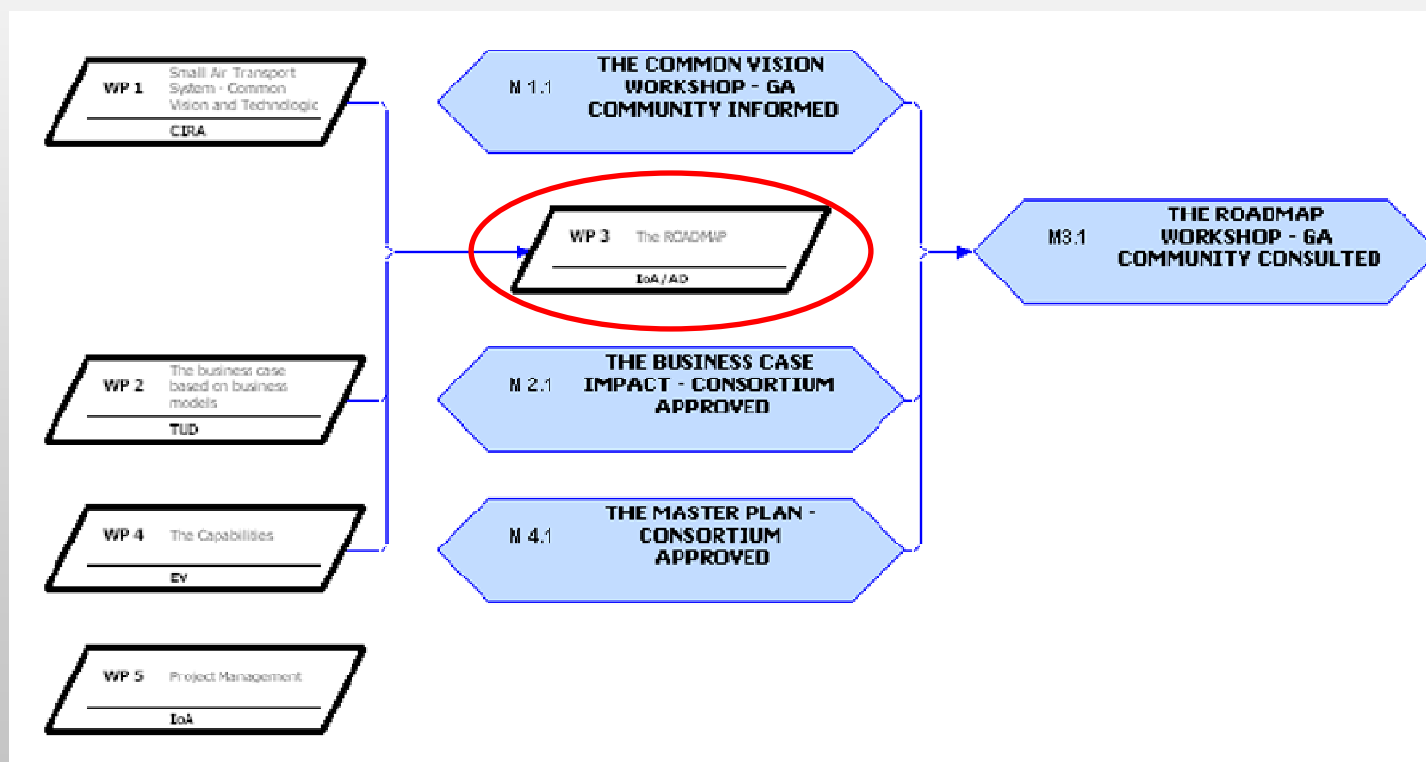 WP 1
Small Air Transport
System - Common
Vision and Technologic
CIRA
M 1.1
THE COMMON VISION
WORKSHOP - GA
COMMUNITY INFORMED
WP 3
The ROADMAP
IoA/AD
M3.1
THE ROADMAP
WORKSHOP - GA
COMMUNITY CONSULTED
WP 2
The business case
based on business
models
TUD
M 2.1
THE BUSINESS CASE
IMPACT - CONSORTIUM
APPROVED
WP 4
The Capabilities
EV
M 4.1
THE MASTER PLAN -
CONSORTIUM
APPROVED
WP 5
Project Management
IoA